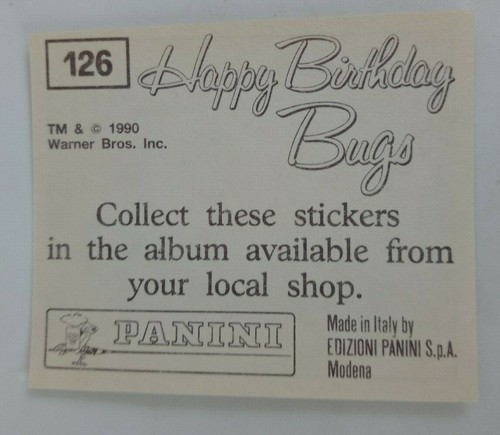 126
Happy Birthday
Bugs
TM & © 1990
Warner Bros. Inc.
Collect these stickers
in the album available from
your local shop.
PANINI
Made in Italy by
EDIZIONI PANINI S.p.A.
Modena